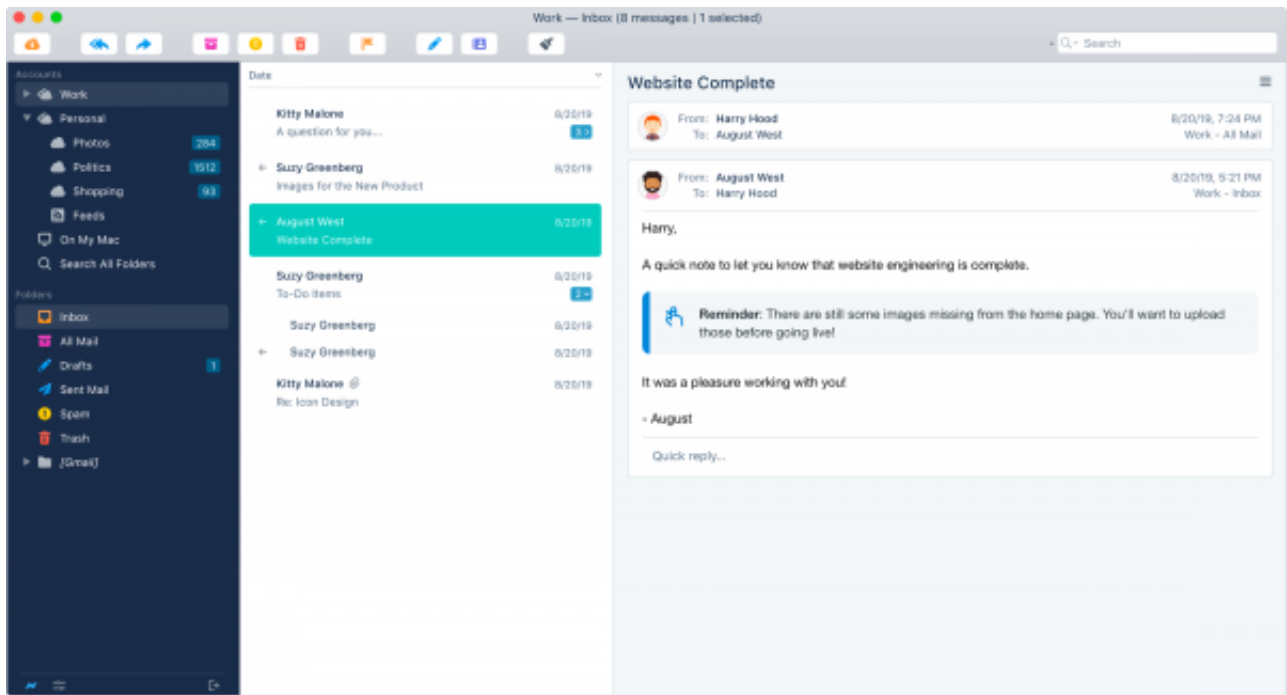 Work — Inbox (8 messages | 1 selected)
Search
Accounts
Work
Personal
Photos 284
Politics 1512
Shopping 93
Feeds
On My Mac
Search All Folders
Folders
Inbox
All Mail
Drafts 1
Sent Mail
Spam
Trash
[Gmail]
Date
Kitty Malone 8/20/19
A question for you... 3
Suzy Greenberg 8/20/19
Images for the New Product
August West 8/20/19
Website Complete
Suzy Greenberg 8/20/19
To-Do Items 2
Suzy Greenberg 8/20/19
Suzy Greenberg 8/20/19
Kitty Malone 8/20/19
Re: Icon Design
Website Complete
From: Harry Hood 8/20/19, 7:24 PM
To: August West Work - All Mail
From: August West 8/20/19, 5:21 PM
To: Harry Hood Work - Inbox
Harry,
A quick note to let you know that website engineering is complete.
Reminder: There are still some images missing from the home page. You'll want to upload
those before going live!
It was a pleasure working with you!
- August
Quick reply...